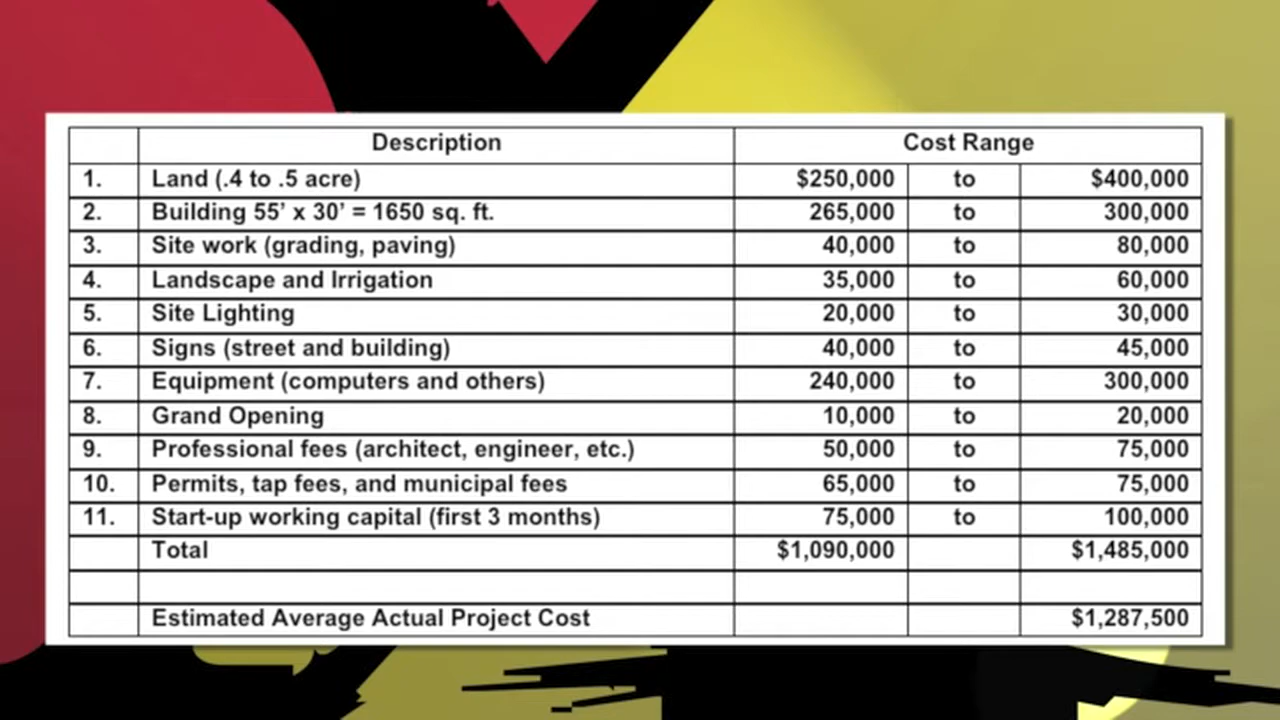 Description Cost Range
1. Land (.4 to .5 acre) $250,000 to $400,000
2. Building 55’ x 30’ = 1650 sq. ft. 265,000 to 300,000
3. Site work (grading, paving) 40,000 to 80,000
4. Landscape and Irrigation 35,000 to 60,000
5. Site Lighting 20,000 to 30,000
6. Signs (street and building) 40,000 to 45,000
7. Equipment (computers and others) 240,000 to 300,000
8. Grand Opening 10,000 to 20,000
9. Professional fees (architect, engineer, etc.) 50,000 to 75,000
10. Permits, tap fees, and municipal fees 65,000 to 75,000
11. Start-up working capital (first 3 months) 75,000 to 100,000
Total $1,090,000 $1,485,000
Estimated Average Actual Project Cost $1,287,500